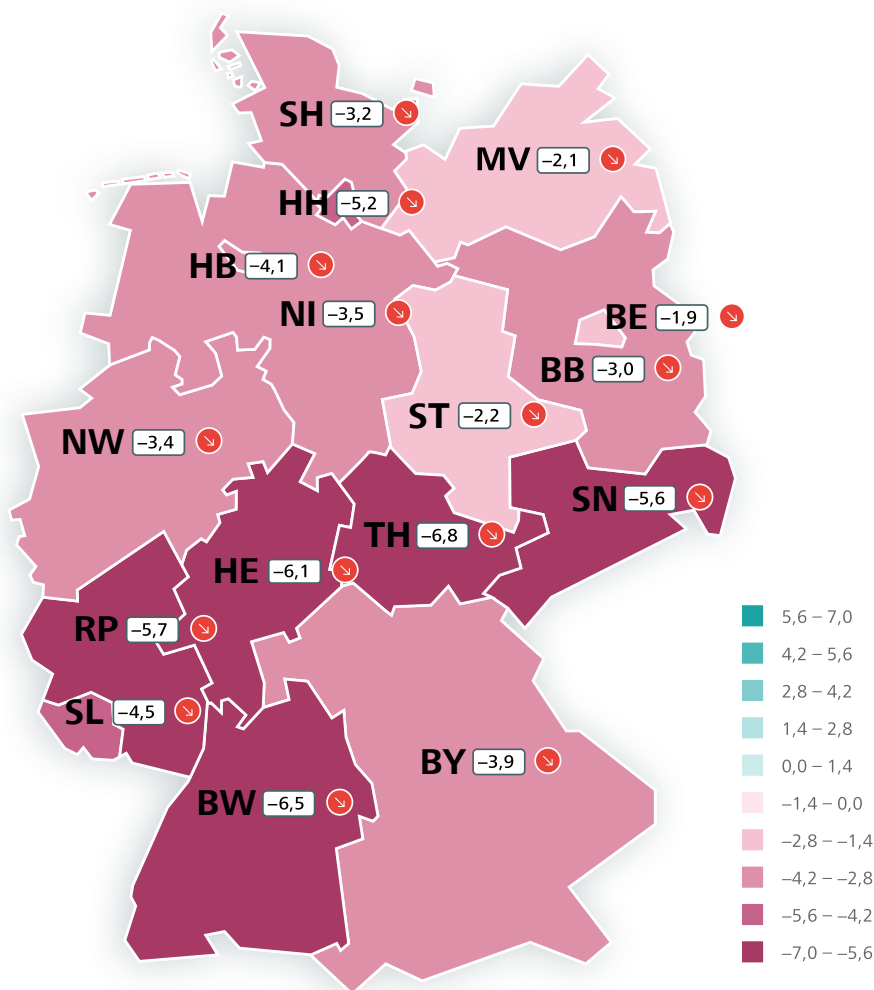 SH −3,2
MV −2,1
HH −5,2
HB −4,1
NI −3,5
BE −1,9
BB −3,0
ST −2,2
NW −3,4
SN −5,6
TH −6,8
HE −6,1
RP −5,7
SL −4,5
BY −3,9
BW −6,5
5,6 – 7,0
4,2 – 5,6
2,8 – 4,2
1,4 – 2,8
0,0 – 1,4
−1,4 – 0,0
−2,8 – −1,4
−4,2 – −2,8
−5,6 – −4,2
−7,0 – −5,6